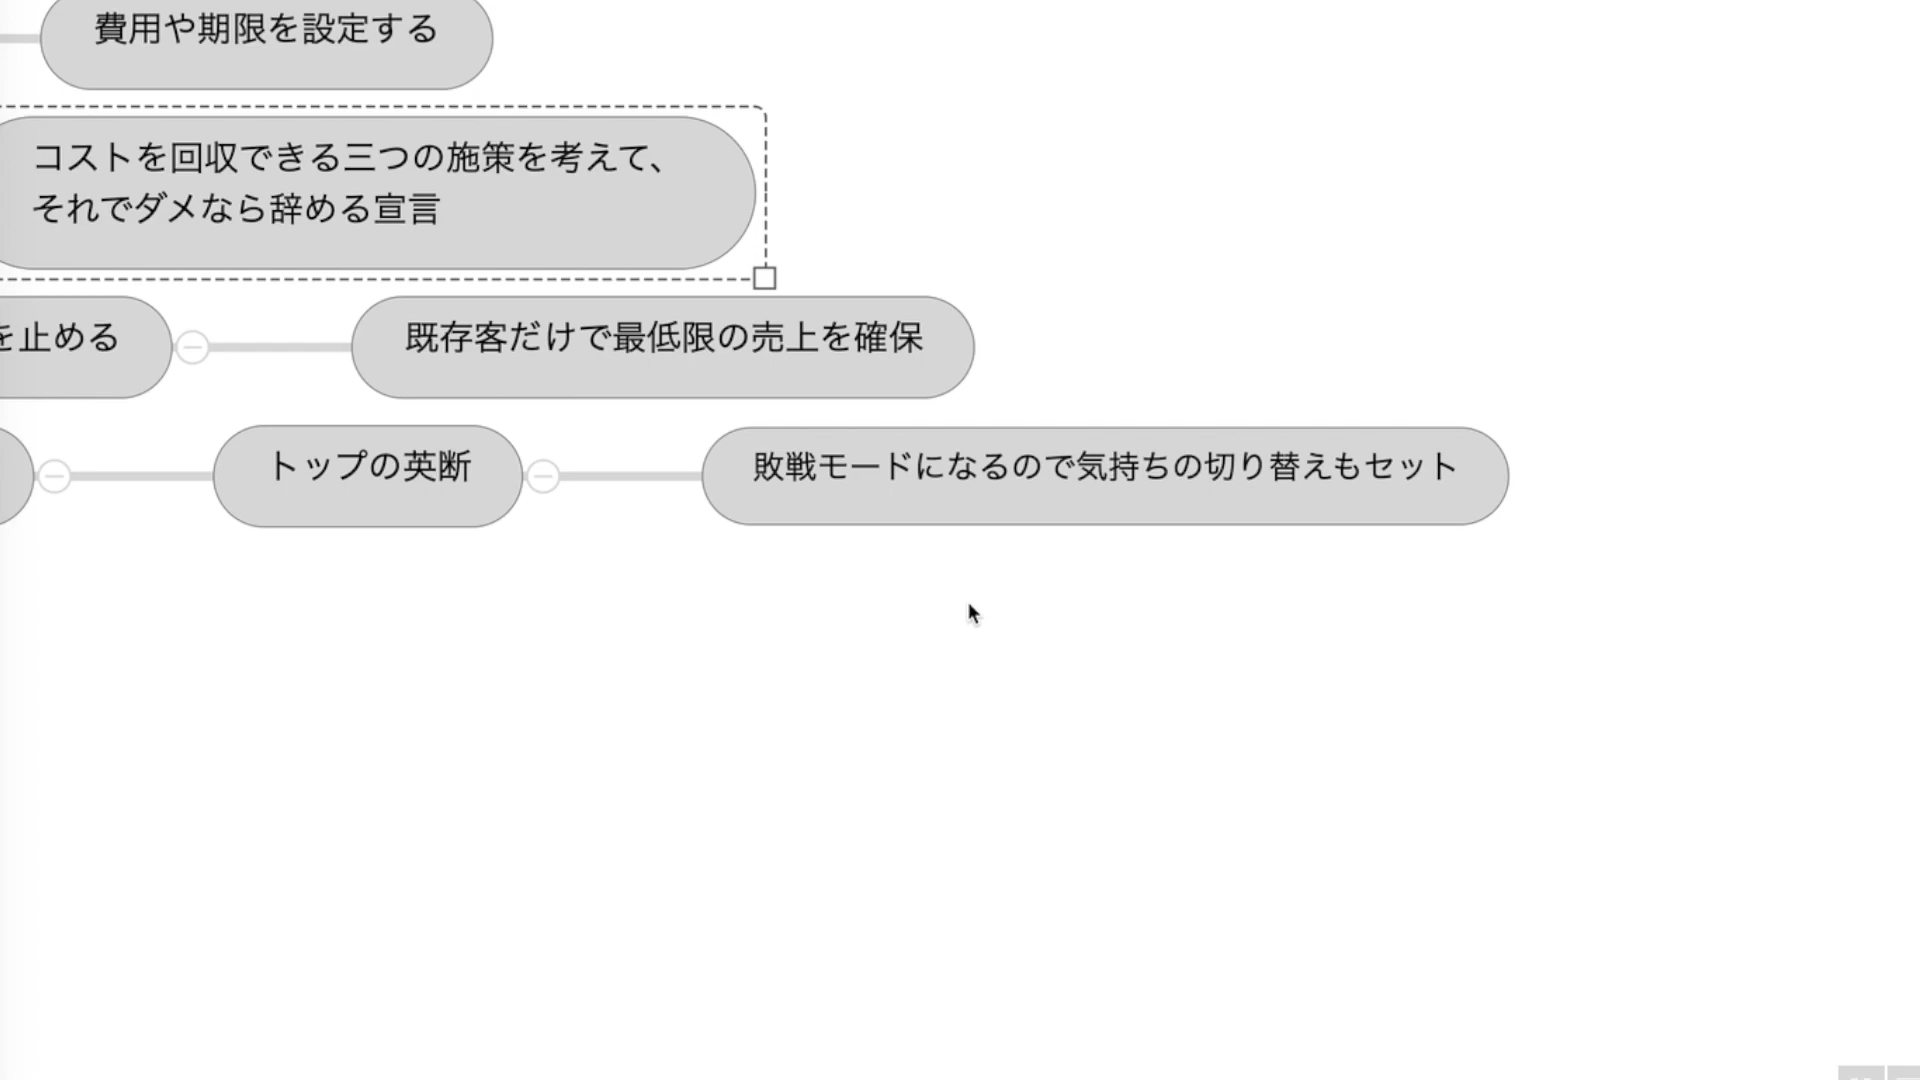 費用や期限を設定する
コストを回収できる三つの施策を考えて、
それでダメなら辞める宣言
を止める
既存客だけで最低限の売上を確保
トップの英断
敗戦モードになるので気持ちの切り替えもセット